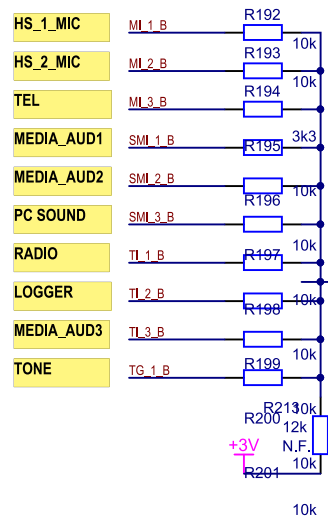 HS_1_MIC MI_1_B R192
10k
HS_2_MIC MI_2_B R193
10k
TEL MI_3_B R194
3k3
MEDIA_AUD1 SMI_1_B R195
10k
MEDIA_AUD2 SMI_2_B
R196
PC SOUND SMI_3_B
10k
RADIO TI_1_B R197
10k
LOGGER TI_2_B
R198
MEDIA_AUD3 TI_3_B
10k
TONE TG_1_B R199
R213 10k
R200 12k
+3V N.F.
10k
R201
10k